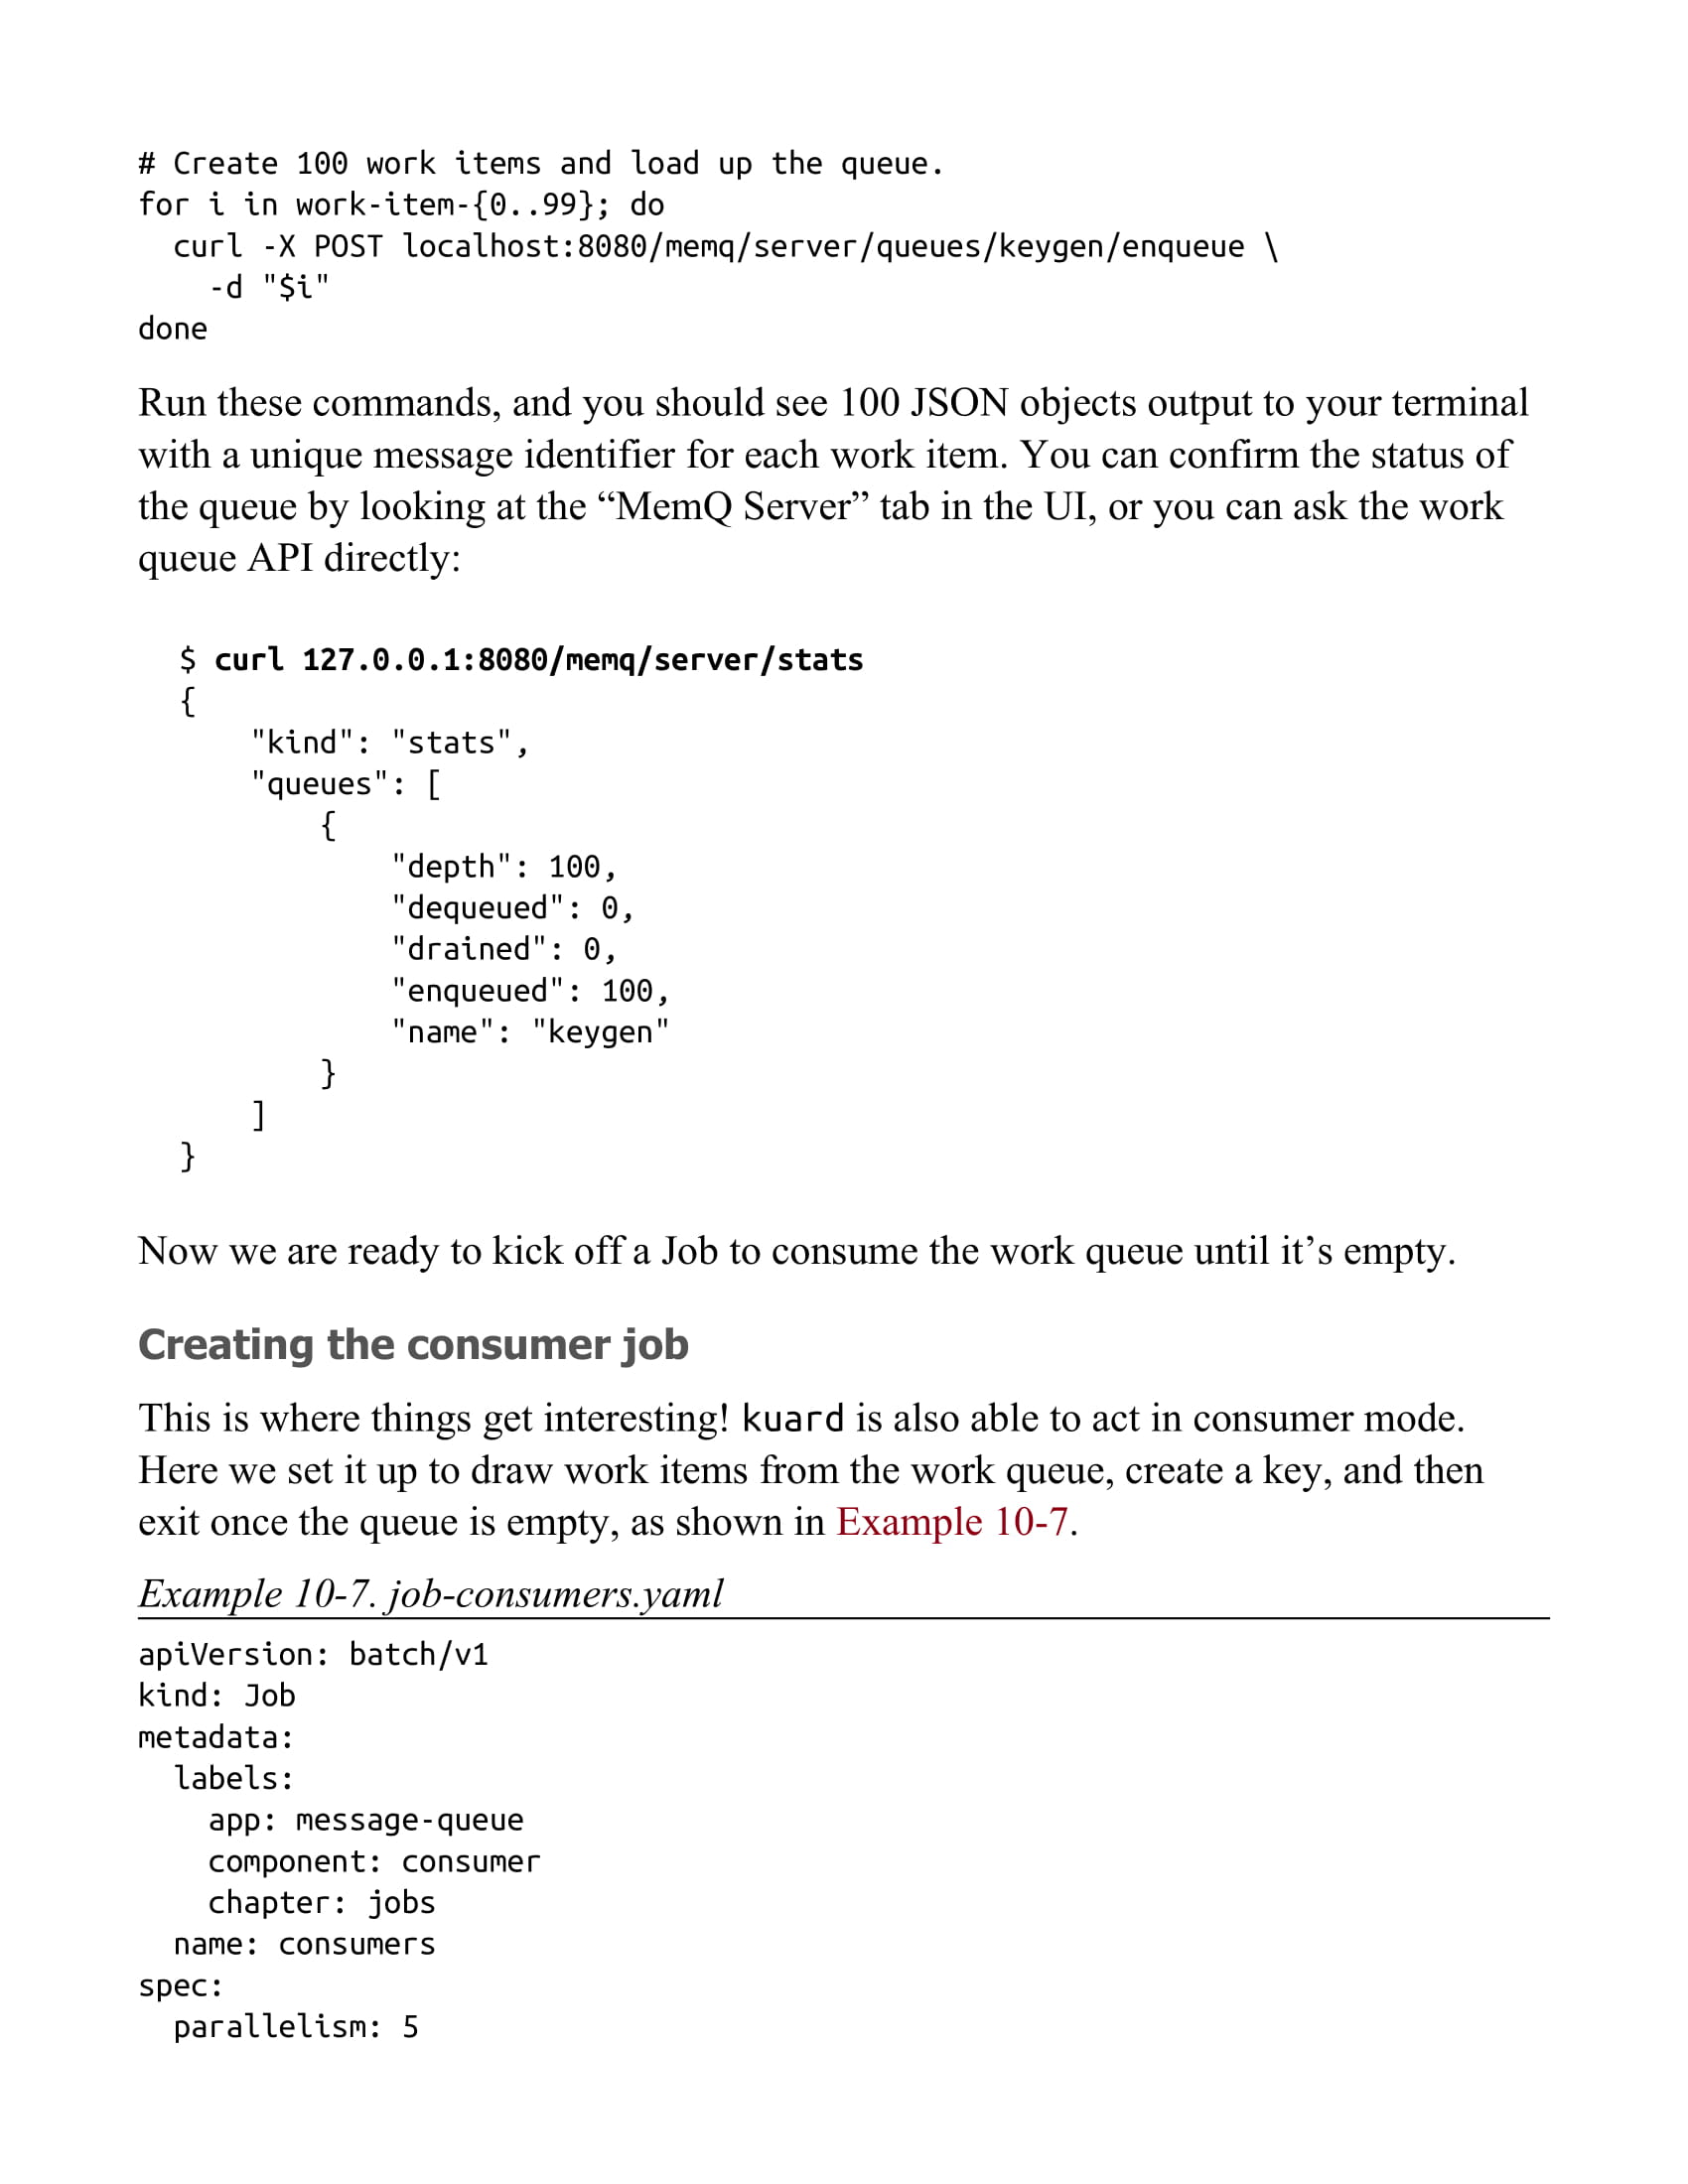 # Create 100 work items and load up the queue.
for i in work-item-{0..99}; do
  curl -X POST localhost:8080/memq/server/queues/keygen/enqueue \
    -d "$i"
done
Run these commands, and you should see 100 JSON objects output to your terminal
with a unique message identifier for each work item. You can confirm the status of
the queue by looking at the “MemQ Server” tab in the UI, or you can ask the work
queue API directly:
$ curl 127.0.0.1:8080/memq/server/stats
{
    "kind": "stats",
    "queues": [
        {
            "depth": 100,
            "dequeued": 0,
            "drained": 0,
            "enqueued": 100,
            "name": "keygen"
        }
    ]
}
Now we are ready to kick off a Job to consume the work queue until it’s empty.
Creating the consumer job
This is where things get interesting! kuard is also able to act in consumer mode.
Here we set it up to draw work items from the work queue, create a key, and then
exit once the queue is empty, as shown in Example 10-7.
Example 10-7. job-consumers.yaml
apiVersion: batch/v1
kind: Job
metadata:
  labels:
    app: message-queue
    component: consumer
    chapter: jobs
  name: consumers
spec:
  parallelism: 5